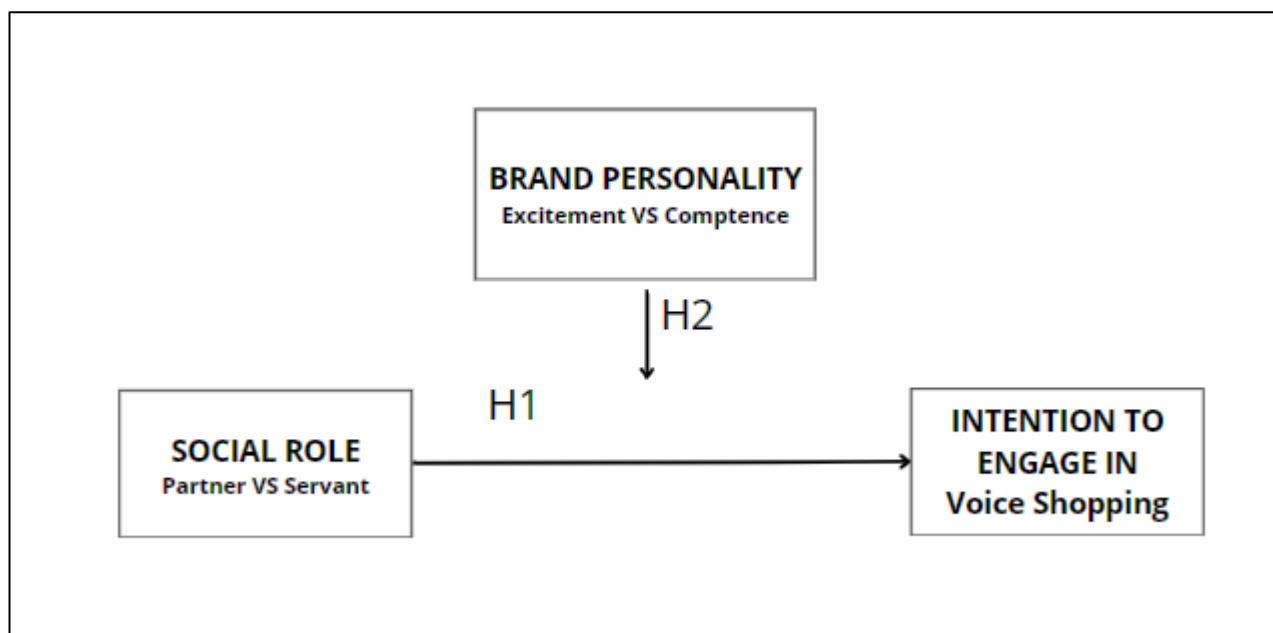 BRAND PERSONALITY
Excitement VS Comptence
H2
H1
SOCIAL ROLE
Partner VS Servant
INTENTION TO
ENGAGE IN
Voice Shopping